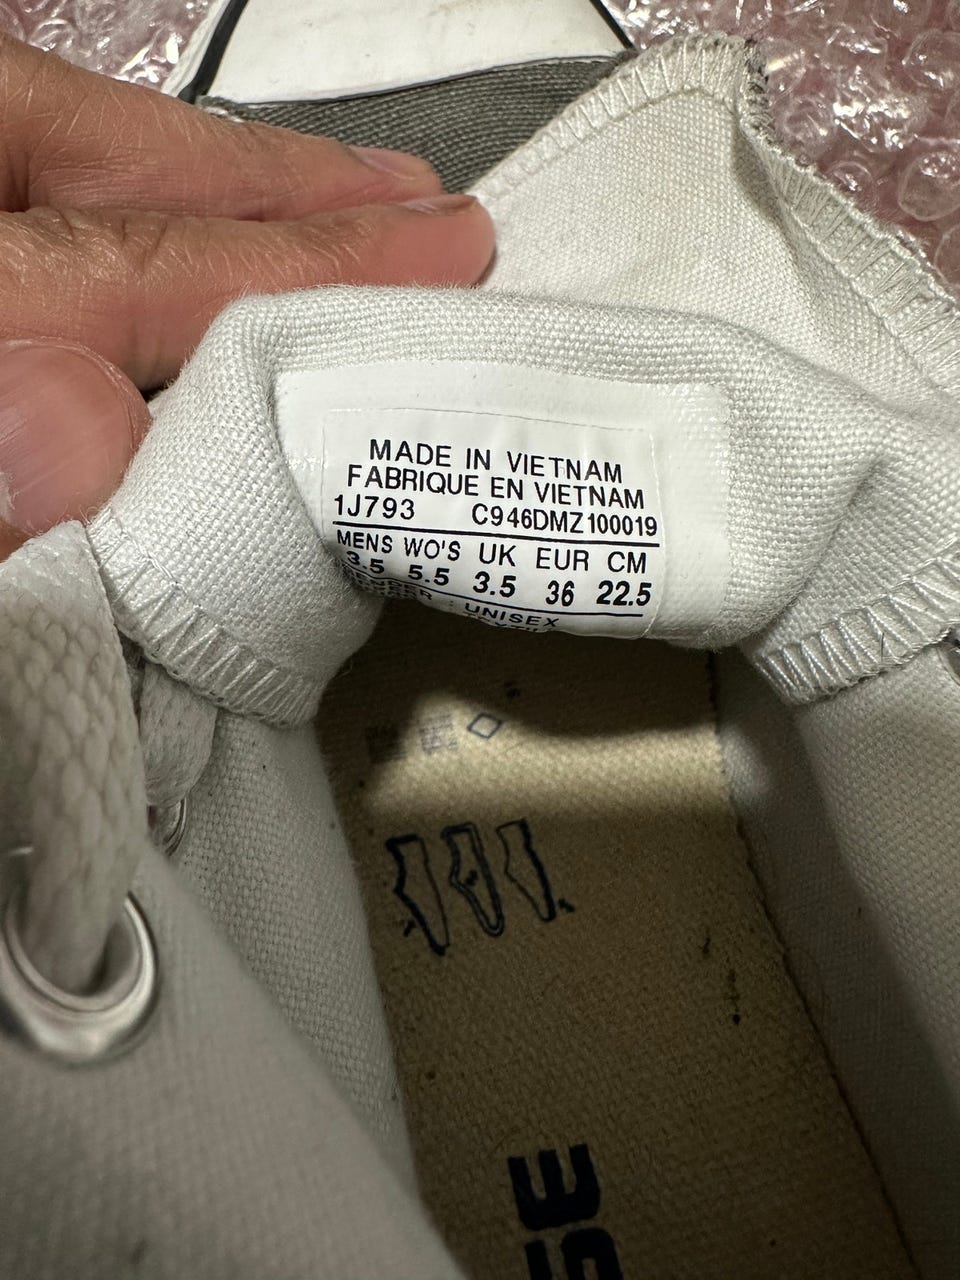 MADE IN VIETNAM
FABRIQUE EN VIETNAM
1J793 C946DMZ100019
MENS WO'S UK EUR CM
3.5 5.5 3.5 36 22.5
: UNISEX